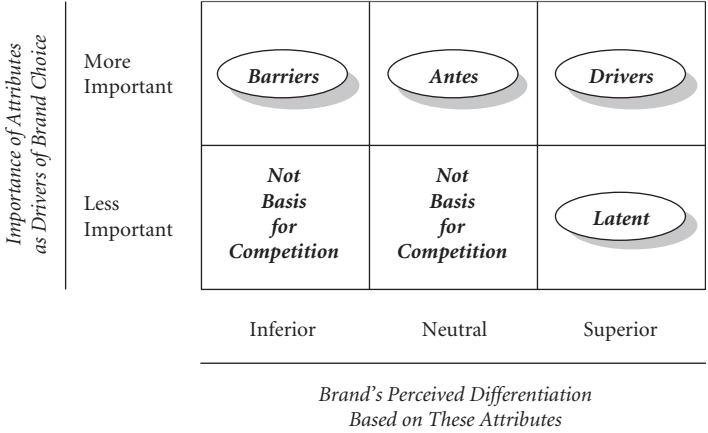 Importance of Attributes
as Drivers of Brand Choice
More
Important
Barriers
Antes
Drivers
Less
Important
Not
Basis
for
Competition
Not
Basis
for
Competition
Latent
Inferior
Neutral
Superior
Brand's Perceived Differentiation
Based on These Attributes